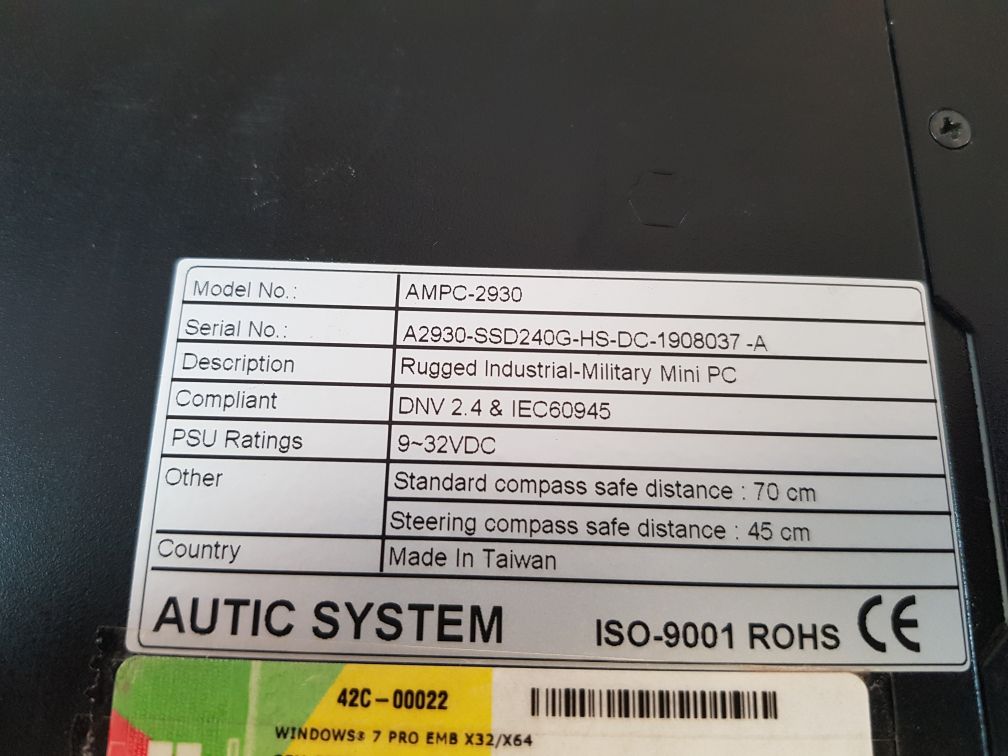 Model No.: AMPC-2930
Serial No.: A2930-SSD240G-HS-DC-1908037 -A
Description Rugged Industrial-Military Mini PC
Compliant DNV 2.4 & IEC60945
PSU Ratings 9~32VDC
Other Standard compass safe distance : 70 cm
Steering compass safe distance : 45 cm
Country Made In Taiwan
AUTIC SYSTEM ISO-9001 ROHS CE
42C-00022
WINDOWS® 7 PRO EMB X32/X64